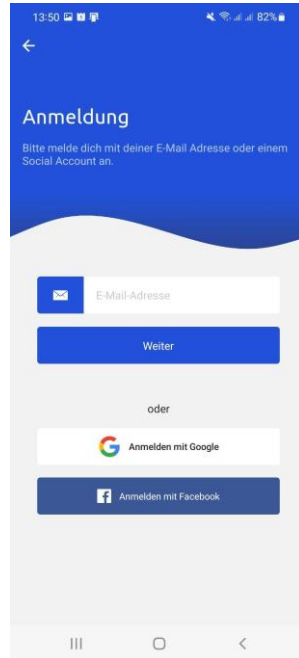 13:50
82%
Anmeldung
Bitte melde dich mit deiner E-Mail Adresse oder einem
Social Account an.
E-Mail-Adresse
Weiter
oder
Anmelden mit Google
Anmelden mit Facebook